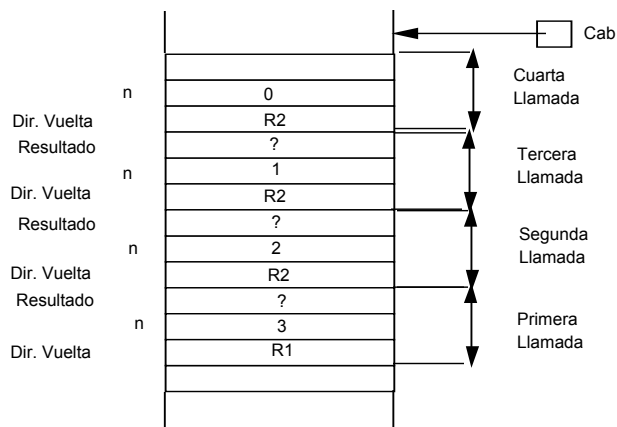 Cab
Cuarta
Llamada
n 0
Dir. Vuelta R2
Resultado ?
Tercera
Llamada
n 1
Dir. Vuelta R2
Resultado ?
Segunda
Llamada
n 2
Dir. Vuelta R2
Resultado ?
Primera
Llamada
n 3
Dir. Vuelta R1